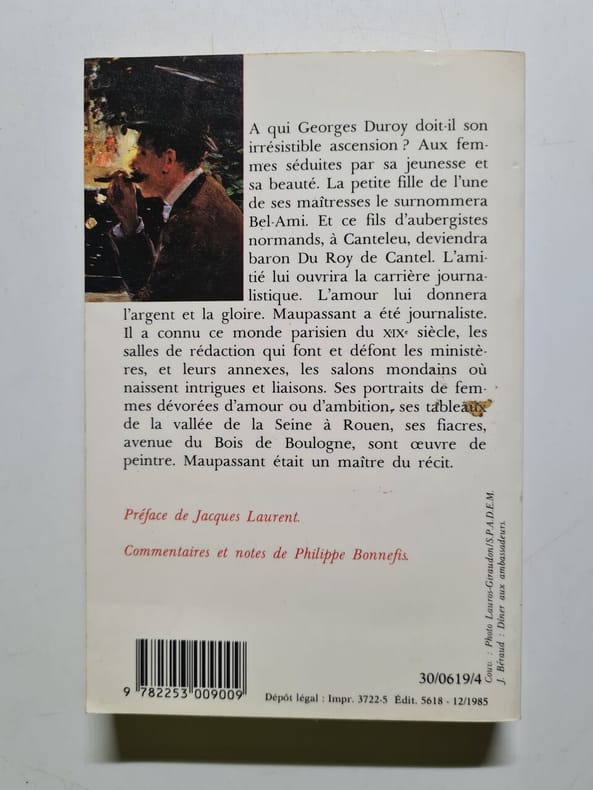 A qui Georges Duroy doit-il son
irrésistible ascension ? Aux fem-
mes séduites par sa jeunesse et
sa beauté. La petite fille de l'une
de ses maîtresses le surnommera
Bel-Ami. Et ce fils d'aubergistes
normands, à Canteleu, deviendra
baron Du Roy de Cantel. L'ami-
tié lui ouvrira la carrière journa-
listique. L'amour lui donnera
l'argent et la gloire. Maupassant a été journaliste.
Il a connu ce monde parisien du XIXe siècle, les
salles de rédaction qui font et défont les ministè-
res, et leurs annexes, les salons mondains où
naissent intrigues et liaisons. Ses portraits de fem-
mes dévorées d'amour ou d'ambition, ses tableaux
de la vallée de la Seine à Rouen, ses fiacres,
avenue du Bois de Boulogne, sont œuvre de
peintre. Maupassant était un maître du récit.
Préface de Jacques Laurent.
Commentaires et notes de Philippe Bonnefis.
Couv. : Photo Lauros-Giraudon/S.P.A.D.E.M.
J. Béraud : Dîner aux ambassadeurs.
30/0619/4
9 782253 009009
Dépôt légal : Impr. 3722-5 Édit. 5618 - 12/1985